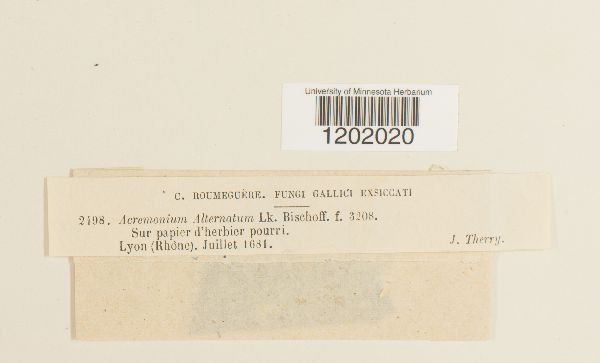 University of Minnesota Herbarium
1202020
C. ROUMEGUÈRE. FUNGI GALLICI EXSICCATI
2498. Acremonium Alternatum Lk. Bischoff. f. 3208.
Sur papier d'herbier pourri.
Lyon (Rhône). Juillet 1881.
J. Therry.